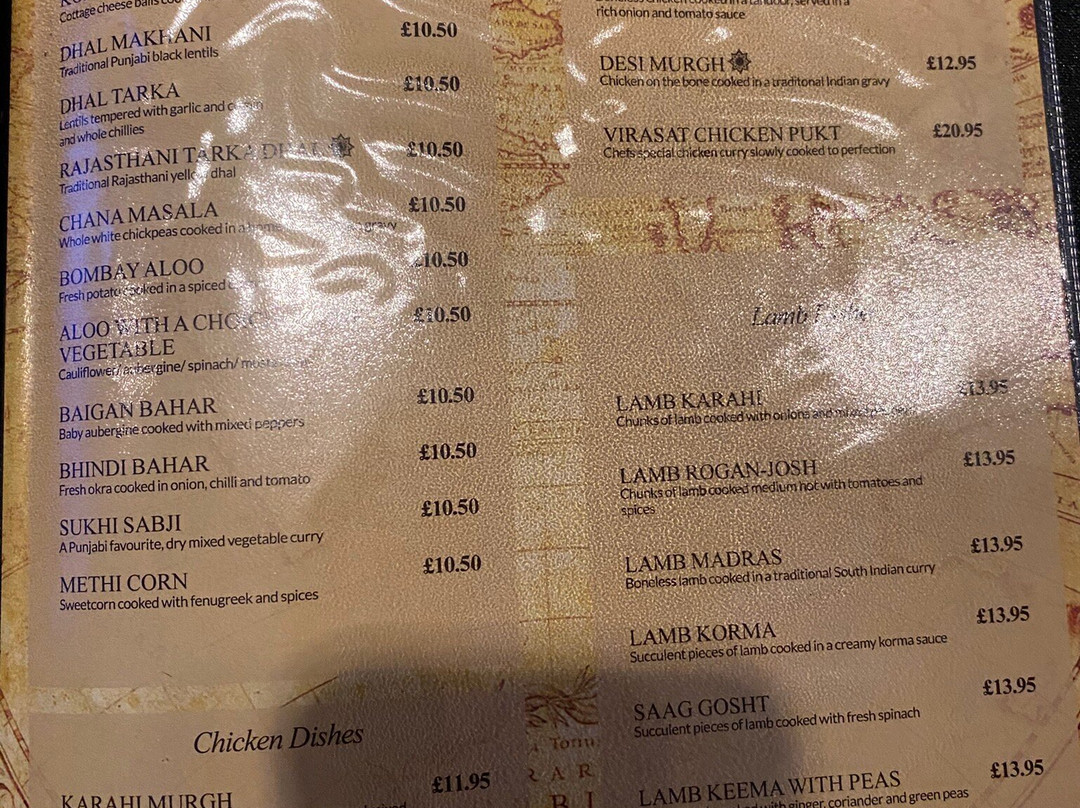 Cottage cheese balls
DHAL MAKHANI £10.50
Traditional Punjabi black lentils
DHAL TARKA £10.50
Lentils tempered with garlic and
and whole chillies
RAJASTHANI TARKA DHAL £10.50
Traditional Rajasthani yellow dhal
CHANA MASALA £10.50
Whole white chickpeas cooked in a gravy
BOMBAY ALOO £10.50
Fresh potato cooked in a spiced
ALOO WITH A £10.50
VEGETABLE
Cauliflower/ aubergine/ spinach/
BAIGAN BAHAR £10.50
Baby aubergine cooked with mixed peppers
BHINDI BAHAR £10.50
Fresh okra cooked in onion, chilli and tomato
SUKHI SABJI £10.50
A Punjabi favourite, dry mixed vegetable curry
METHI CORN £10.50
Sweetcorn cooked with fenugreek and spices
Chicken Dishes
KARAHI MURGH £11.95
rich onion and tomato sauce
DESI MURGH £12.95
Chicken on the bone cooked in a traditonal Indian gravy
VIRASAT CHICKEN PUKT £20.95
Chefs special chicken curry slowly cooked to perfection
Lamb Dishes
LAMB KARAHI £13.95
Chunks of lamb cooked with onions and
LAMB ROGAN-JOSH £13.95
Chunks of lamb cooked medium hot with tomatoes and
spices
LAMB MADRAS £13.95
Boneless lamb cooked in a traditional South Indian curry
LAMB KORMA £13.95
Succulent pieces of lamb cooked in a creamy korma sauce
SAAG GOSHT £13.95
Succulent pieces of lamb cooked with fresh spinach
LAMB KEEMA WITH PEAS £13.95
with ginger, coriander and green peas